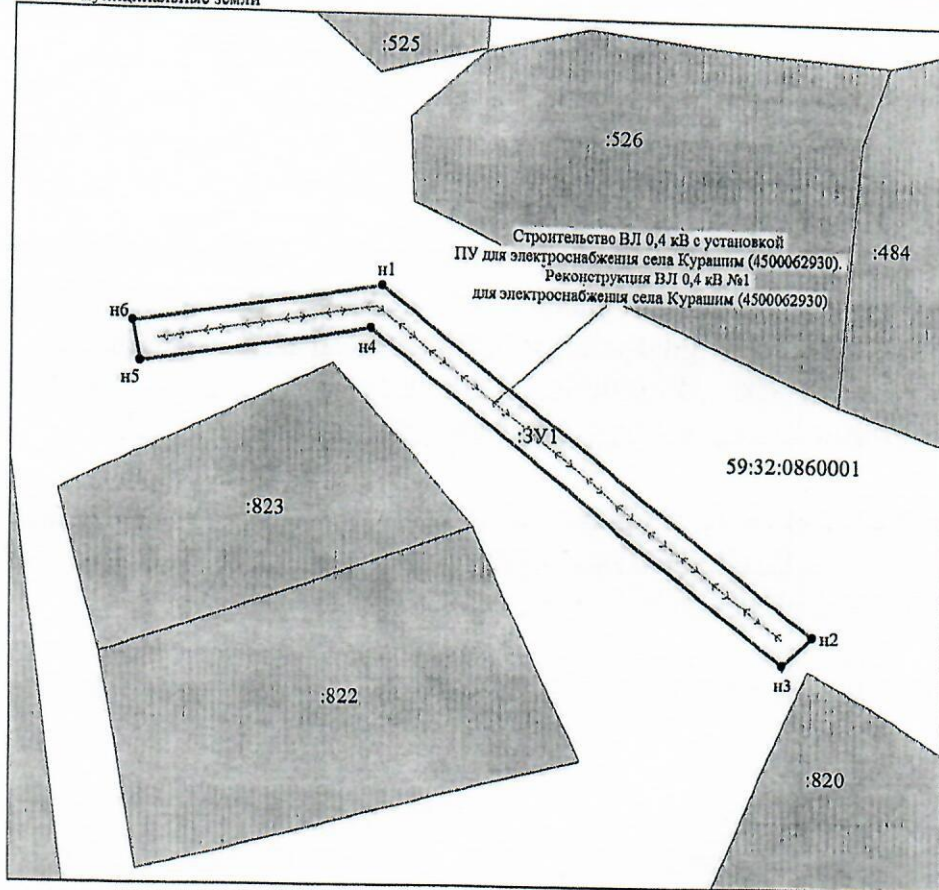 муниципальные земли
:525
:526
:484
Строительство ВЛ 0,4 кВ с установкой
ПУ для электроснабжения села Курашим (4500062930).
Реконструкция ВЛ 0,4 кВ №1
для электроснабжения села Курашим (4500062930)
н1
н6
н4
н5
:ЗУ1
59:32:0860001
:823
н2
н3
:822
:820